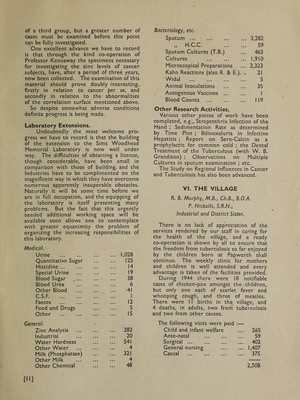 of a third group, but a greater number of
cases must be examined before this point
can be fully investigated.
One excellent advance we have to record
is that through the kind co-operation of
Professor Kennaway the specimens necessary
for investigating the zinc levels of cancer
subjects, have, after a period of three years,
now been collected. The examination of this
material should prove doubly interesting,
firstly in relation to cancer per se, and
secondly in relation to the abnormalities
of the correlation surface mentioned above.
So despite somewhat adverse conditions
definite progress is being made.
Laboratory Extensions.
Undoubtedly the most welcome pro-
gress we have to record is that the building
of the extension to the Sims Woodhead
Memorial Laboratory is now well under
way. The difficulties of obtaining a licence,
though considerable, have been small in
comparison with those of building, and the
Industries have to be complimented on the
magnificent way in which they have overcome
numerous apparently insuperable obstacles.
Naturally it will be some time before we
are in full occupation, and the equipping of
the laboratory is itself presenting many
problems. But the fact that this urgently
needed additional working space will be
available soon allows one to contemplate
with greater equanimity the problem of
organising the increasing responsibilities of
this laboratory.
Medical.
Urine ... ... ... ... 1,028
Quantitative Sugar ... ... 125
Histidine ... ... ... ... 14
Special Urine ... ... ... 19
Blood Sugar ... ... ... 38
Blood Urea ... ... ... 6
Other Blood ... ... ... 41
C.S.F. ... ... ... ... 1
Faeces ... ... ... ... 12
Food and Drugs ... ... ... 5
Other ... ... ... ... 15
General.
Zinc Analysis ... ... ... 282
Industrial ... ... ... 20
Water Hardness ... ... ... 541
Other Water ... ... ... 4
Milk (Phosphatase) ... ... 321
Other Milk ... ... ... 4
Other Chemical ... ... ... 48
[11]
Bacteriology, etc.
Sputum ... ... ... ... 3,282
„ H.C.C. ... ... ... 59
Sputum Cultures (T.B.) ... 463
Cultures ... ... ... 1,910
Microscopical Preparations ... 2,323
Kahn Reactions (also R. & E.). .. 21
Widal ... ... ... ... 5
Animal Inoculations ... ... 35
Autogenous Vaccines ... ... 1
Blood Counts ... ... ... 119
Other Research Activities.
Various other pieces of work have been
completed, e.g., Streptothrix Infection of the
Hand ; Sedimentation Rate as determined
by Time Plot ; Bilionaluria in Infective
Hepatitis ; Report on Sero-Calcin as a
prophylactic for common cold ; the Dental
Treatment of the Tuberculous (with W. B.
Grandison) ; Observations on Multiple
Cultures in sputum examination ; etc.
The Study on Regional Influences in Cancer
and Tuberculosis has also been advanced.
VI. THE VILLAGE
R. B. Murphy, M.B., Ch.B., B.D.A.
P. Nicholls, S.R.N.,
Industrial and District Sister.
There is no lack of appreciation of the
services rendered by our staff in caring for
the health of the village, and a ready
co-operation is shown by all to ensure that
the freedom from tuberculosis so far enjoyed
by the children born at Papworth shall
continue. The weekly clinic for mothers
and children is well attended and every
advantage is taken of the facilities provided.
During 1944 there were 18 notifiable
cases of chicken-pox amongst the children,
but only one each of scarlet fever and
whooping cough, and three of measles.
There were 11 births in the village, and
4 deaths, in adults, two from tuberculosis
and two from other causes.
The following visits were paid :—
Child and infant welfare ... 265
Ante-natal ... ... ... 59
Surgical ... ... ... ... 402
General nursing ... ... ... 1,407
Casual ... ... ... ... 375
2,508